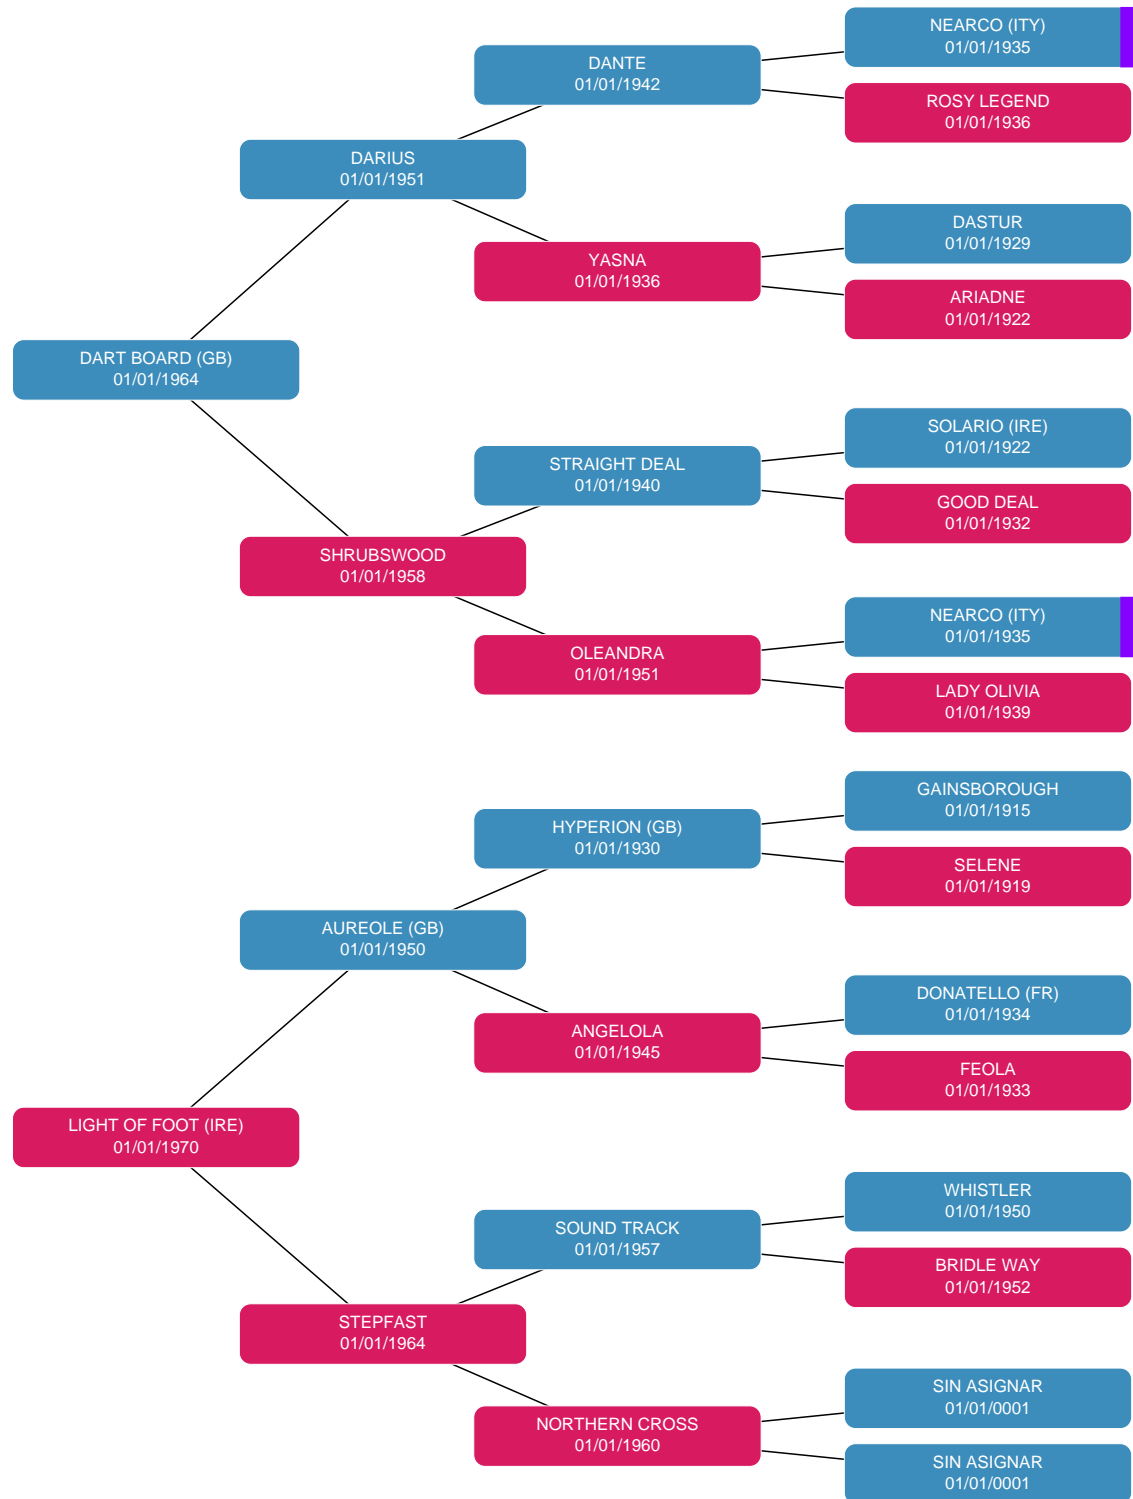 NEARCO (ITY)
01/01/1935
DANTE
01/01/1942
ROSY LEGEND
01/01/1936
DARIUS
01/01/1951
DASTUR
01/01/1929
YASNA
01/01/1936
ARIADNE
01/01/1922
DART BOARD (GB)
01/01/1964
SOLARIO (IRE)
01/01/1922
STRAIGHT DEAL
01/01/1940
GOOD DEAL
01/01/1932
SHRUBSWOOD
01/01/1958
NEARCO (ITY)
01/01/1935
OLEANDRA
01/01/1951
LADY OLIVIA
01/01/1939
GAINSBOROUGH
01/01/1915
HYPERION (GB)
01/01/1930
SELENE
01/01/1919
AUREOLE (GB)
01/01/1950
DONATELLO (FR)
01/01/1934
ANGELOLA
01/01/1945
FEOLA
01/01/1933
LIGHT OF FOOT (IRE)
01/01/1970
WHISTLER
01/01/1950
SOUND TRACK
01/01/1957
BRIDLE WAY
01/01/1952
STEPFAST
01/01/1964
SIN ASIGNAR
01/01/0001
NORTHERN CROSS
01/01/1960
SIN ASIGNAR
01/01/0001